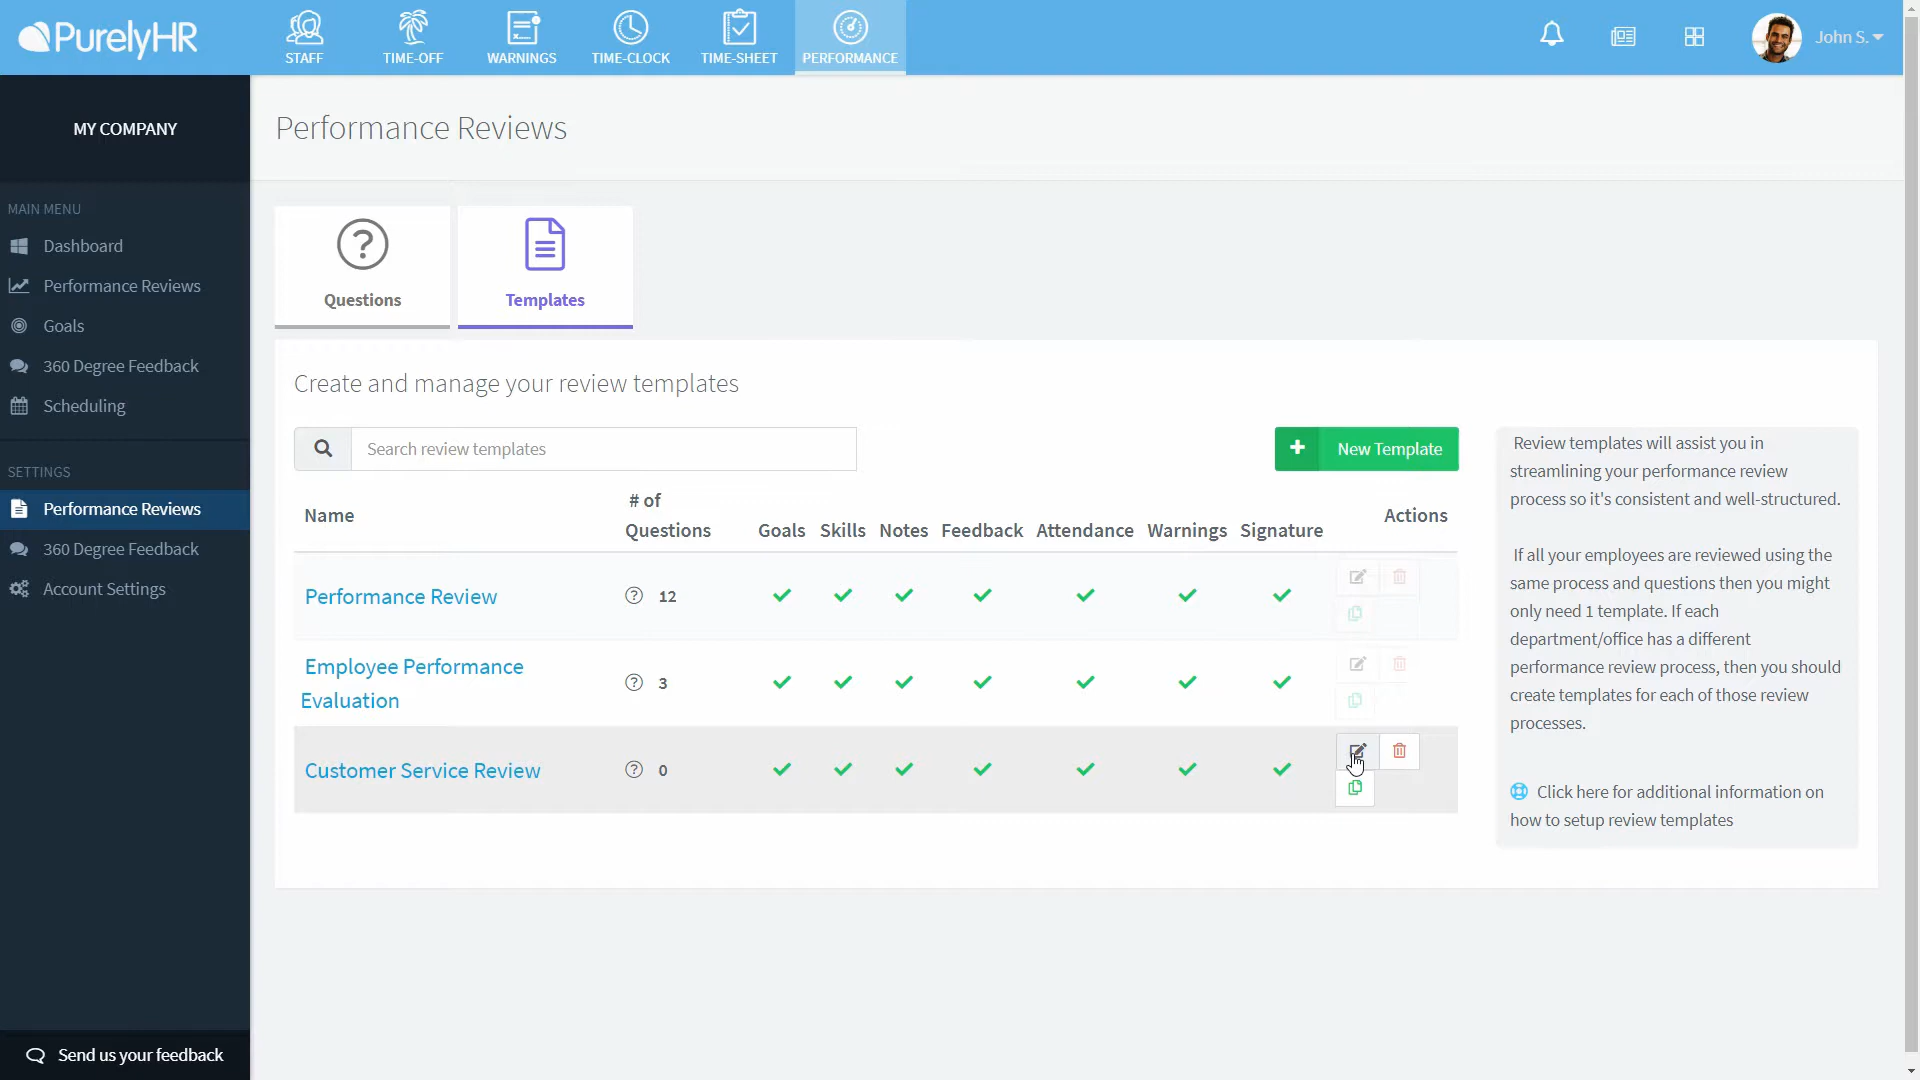 PurelyHR
STAFF
TIME-OFF
WARNINGS
TIME-CLOCK
TIME-SHEET
PERFORMANCE
John S.
MY COMPANY
Performance Reviews
MAIN MENU
Dashboard
Performance Reviews
Goals
360 Degree Feedback
Scheduling
SETTINGS
Performance Reviews
360 Degree Feedback
Account Settings
Send us your feedback
Questions
Templates
Create and manage your review templates
Search review templates
New Template
Name
# of
Questions
Goals
Skills
Notes
Feedback
Attendance
Warnings
Signature
Actions
Performance Review
12
Employee Performance
Evaluation
3
Customer Service Review
0
Review templates will assist you in
streamlining your performance review
process so it's consistent and well-structured.
If all your employees are reviewed using the
same process and questions then you might
only need 1 template. If each
department/office has a different
performance review process, then you should
create templates for each of those review
processes.
Click here for additional information on
how to setup review templates